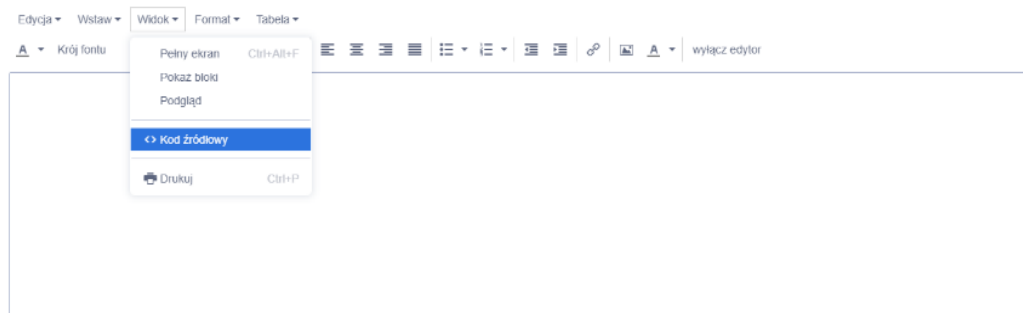 Edycja Wstaw Widok Format Tabela
A Krój fontu A wyłącz edytor
Pełny ekran Ctrl+Alt+F
Pokaż bloki
Podgląd
<> Kod źródłowy
Drukuj Ctrl+P